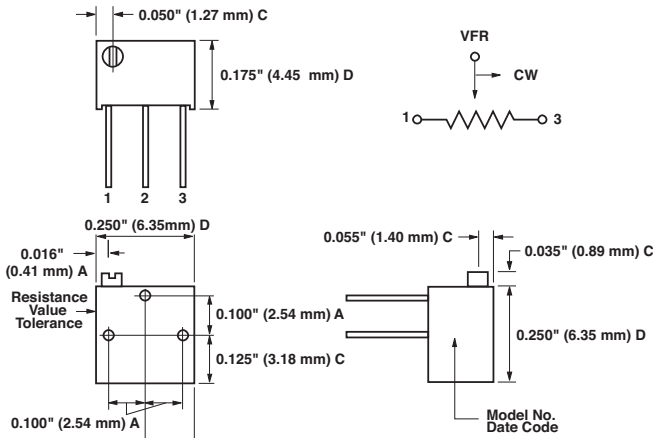 0.050" (1.27 mm) C
VFR
CW
0.175" (4.45 mm) D
1
3
1 2 3
0.250" (6.35mm) D
0.016"
(0.41 mm) A
0.055" (1.40 mm) C
0.035" (0.89 mm) C
Resistance
Value
Tolerance
0.100" (2.54 mm) A
0.250" (6.35 mm) D
0.125" (3.18 mm) C
0.100" (2.54 mm) A
Model No.
Date Code